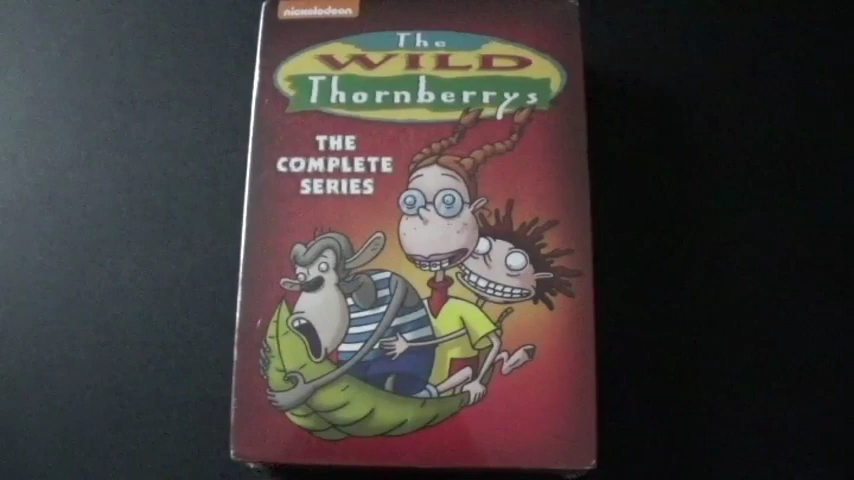 nickelodeon
The
WILD
Thornberrys
THE
COMPLETE
SERIES